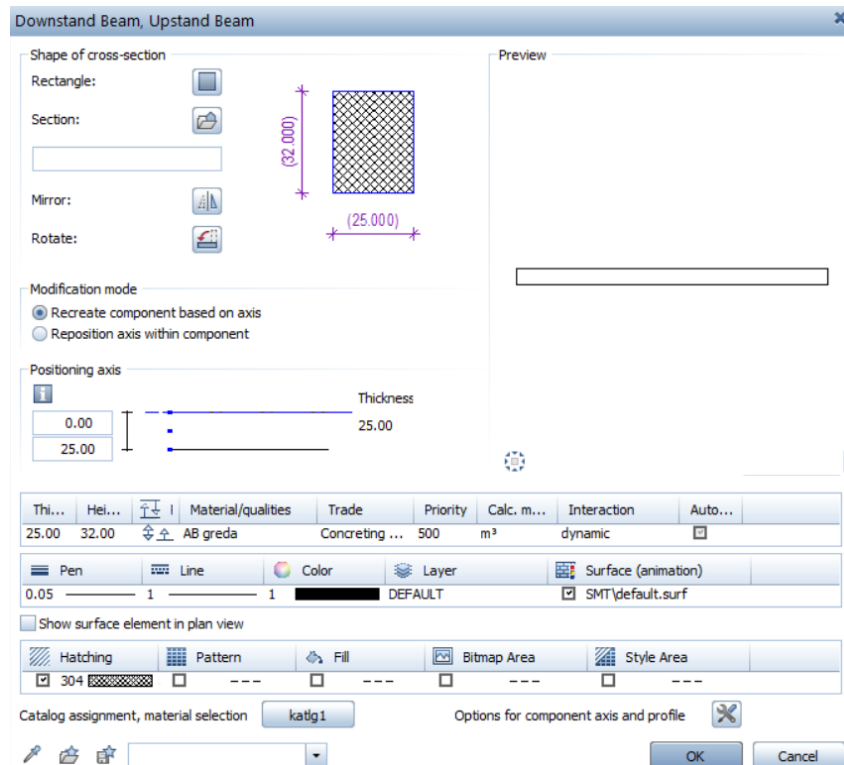 Downstand Beam, Upstand Beam
Shape of cross-section
Preview
Rectangle:
Section:
(32.000)
Mirror:
(25.000)
Rotate:
Modification mode
Recreate component based on axis
Reposition axis within component
Positioning axis
Thickness
0.00
25.00
25.00
Thi... Hei... Material/qualities Trade Priority Calc. m... Interaction Auto...
25.00 32.00 AB greda Concreting ... 500 m³ dynamic
Pen Line Color Layer Surface (animation)
0.05 1 1 DEFAULT SMT\default.surf
Show surface element in plan view
Hatching Pattern Fill Bitmap Area Style Area
304 --- --- --- ---
Catalog assignment, material selection katlg1 Options for component axis and profile
OK Cancel